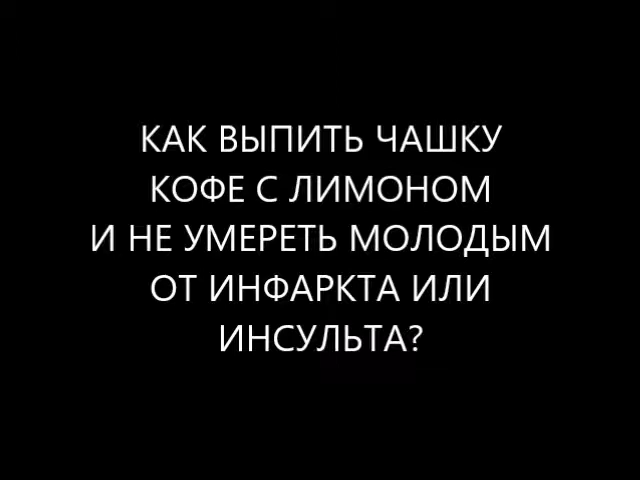 КАК ВЫПИТЬ ЧАШКУ
КОФЕ С ЛИМОНОМ
И НЕ УМЕРЕТЬ МОЛОДЫМ
ОТ ИНФАРКТА ИЛИ
ИНСУЛЬТА?